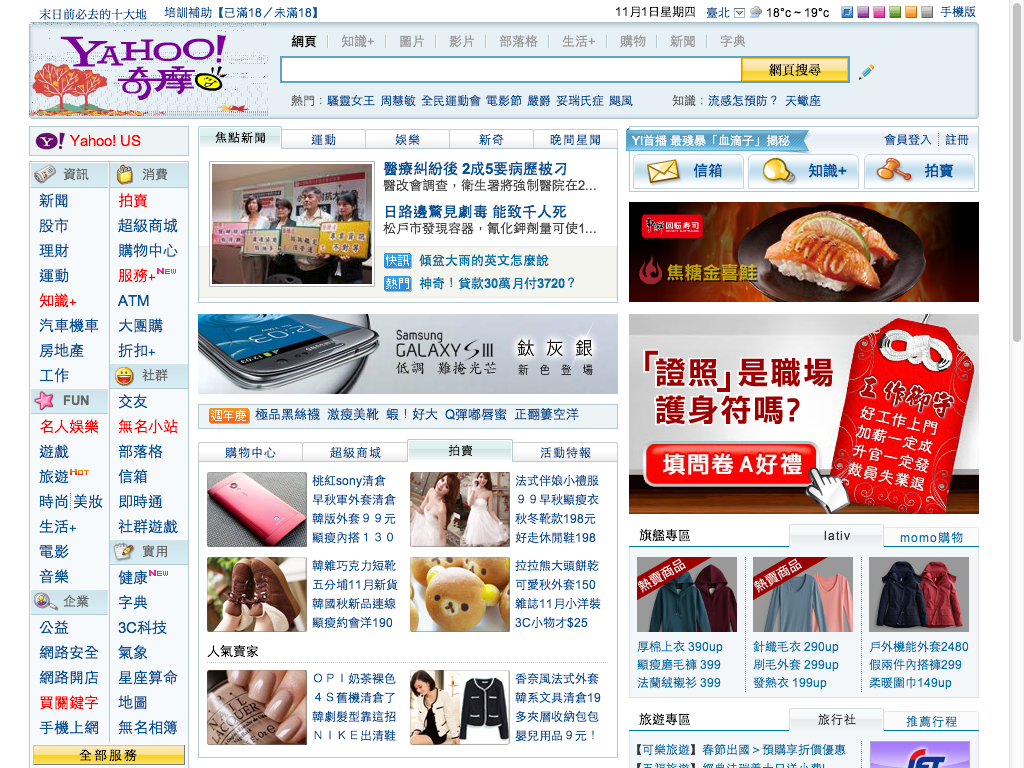 末日前必去的十大地　培訓補助【已滿18／未滿18】
11月1日星期四 臺北 18°c ~ 19°c 手機版
YAHOO!
奇摩
網頁 知識+ 圖片 影片 部落格 生活+ 購物 新聞 字典
網頁搜尋
熱門：騷靈女王 周慧敏 全民運動會 電影節 嚴爵 妥瑞氏症 颶風
知識：流感怎預防？ 天蠍座
Y! Yahoo! US
資訊
新聞
股市
理財
運動
知識+
汽車機車
房地產
工作
FUN
名人娛樂
遊戲
旅遊HOT
時尚 美妝
生活+
電影
音樂
企業
公益
網路安全
網路開店
買關鍵字
手機上網
消費
拍賣
超級商城
購物中心
服務+NEW
ATM
大團購
折扣+
社群
交友
無名小站
部落格
信箱
即時通
社群遊戲
實用
健康NEW
字典
3C科技
氣象
星座算命
地圖
無名相簿
全部服務
焦點新聞 運動 娛樂 新奇 晚間星聞
醫療糾紛後 2成5要病歷被刁
醫改會調查，衛生署將強制醫院在2...
日路邊驚見劇毒 能致千人死
松戶市發現容器，氰化鉀劑量可使1...
快訊 傾盆大雨的英文怎麼說
熱門 神奇！貸款30萬月付3720？
Samsung
GALAXY SIII
低調 難掩光芒
鈦灰銀
新色登場
週年慶 極品黑絲襪 激瘦美靴 蝦！好大 Q彈嘟唇蜜 正翻簍空洋
購物中心 超級商城 拍賣 活動特報
桃紅sony清倉
早秋軍外套清倉
韓版外套９９元
顯瘦內搭１３０
法式伴娘小禮服
９９早秋顯瘦衣
秋冬靴款198元
好走休閒鞋198
韓雜巧克力短靴
五分埔11月新貨
韓國秋新品連線
顯瘦約會洋190
拉拉熊大頭餅乾
可愛秋外套150
雜誌11月小洋裝
3C小物才$25
人氣賣家
ＯＰＩ奶茶裸色
４Ｓ舊機清倉了
韓劇髮型靠這招
ＮＩＫＥ出清鞋
香奈風法式外套
韓系文具清倉19
多夾層收納包包
嬰兒用品９元！
Y!首播 最殘暴「血滴子」揭秘
會員登入 註冊
信箱 知識+ 拍賣
爭鮮 回転寿司
焦糖金喜鮭
「證照」是職場
護身符嗎?
填問卷 A好禮
工作御守
好工作上門
加薪一定成
升官一定發
救員失業退
旗艦專區 lativ momo購物
熱賣商品
熱賣商品
厚棉上衣 390up
顯瘦磨毛褲 399
法蘭絨襯衫 399
針織毛衣 290up
刷毛外套 299up
發熱衣 199up
戶外機能外套2480
假兩件內搭褲299
柔暖圍巾149up
旅遊專區 旅行社 推薦行程
【可樂旅遊】春節出國＞預購享折價優惠